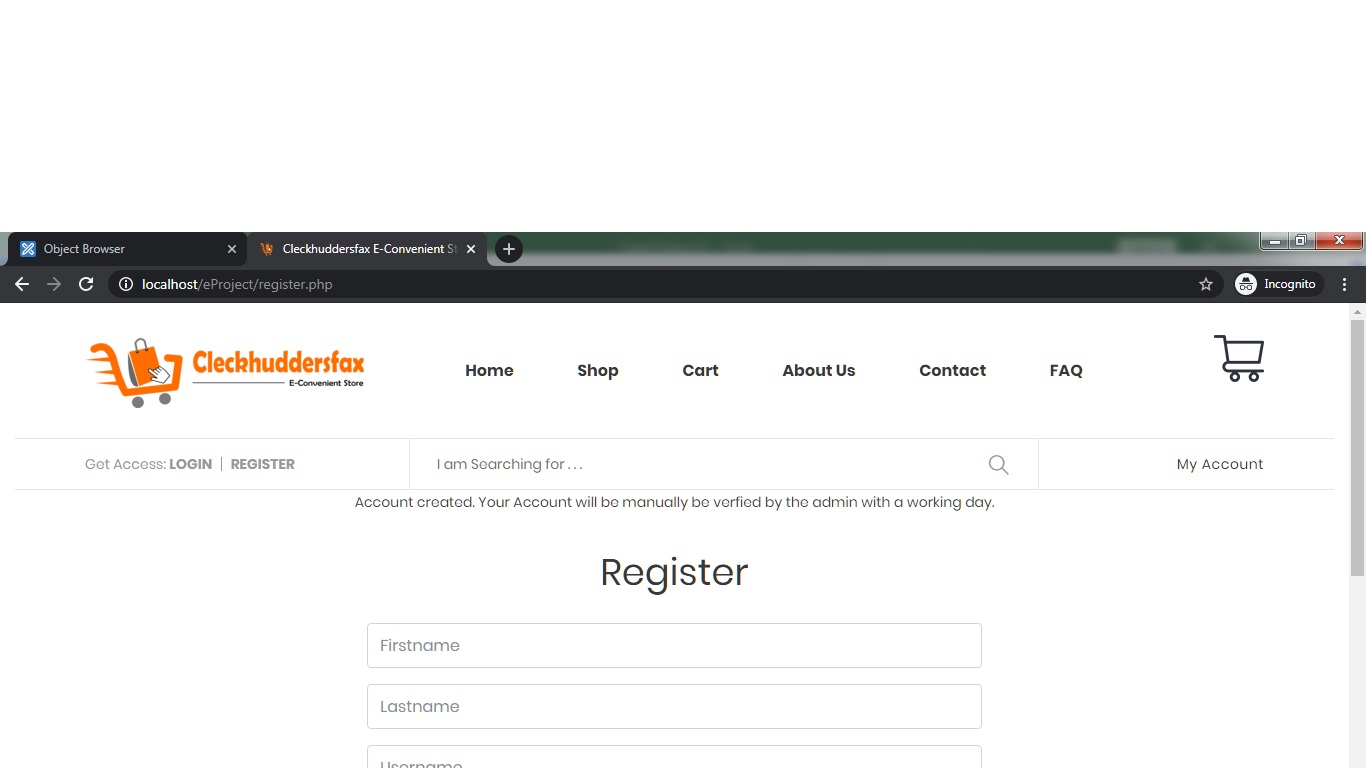 Object Browser
Cleckhuddersfax E-Convenient St
localhost/eProject/register.php
Incognito
Cleckhuddersfax
E-Convenient Store
Home Shop Cart About Us Contact FAQ
Get Access: LOGIN | REGISTER
I am Searching for . . .
My Account
Account created. Your Account will be manually be verfied by the admin with a working day.
Register
Firstname
Lastname
Username